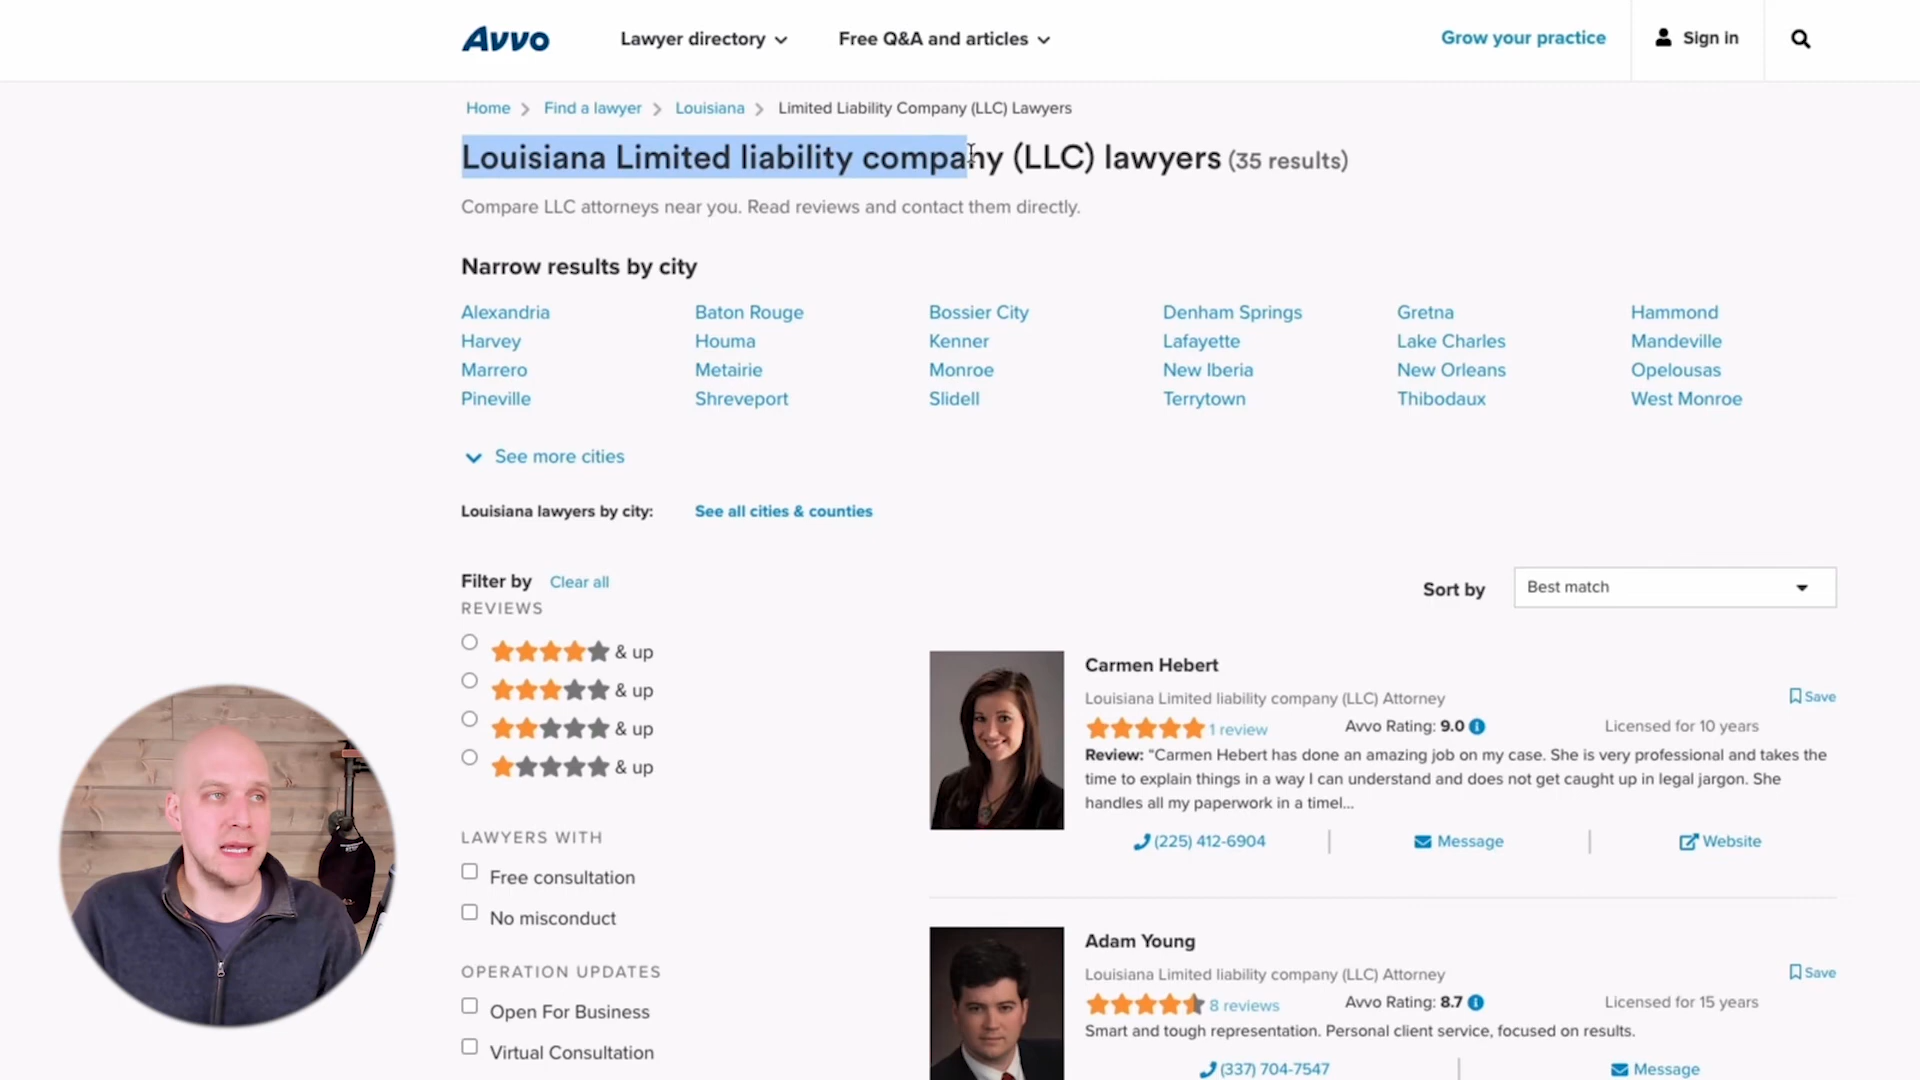 Avvo
Lawyer directory
Free Q&A and articles
Grow your practice
Sign in
Home
Find a lawyer
Louisiana
Limited Liability Company (LLC) Lawyers
Louisiana Limited liability company (LLC) lawyers (35 results)
Compare LLC attorneys near you. Read reviews and contact them directly.
Narrow results by city
Alexandria Baton Rouge Bossier City Denham Springs Gretna Hammond
Harvey Houma Kenner Lafayette Lake Charles Mandeville
Marrero Metairie Monroe New Iberia New Orleans Opelousas
Pineville Shreveport Slidell Terrytown Thibodaux West Monroe
See more cities
Louisiana lawyers by city: See all cities & counties
Filter by Clear all
REVIEWS
& up
& up
& up
& up
LAWYERS WITH
Free consultation
No misconduct
OPERATION UPDATES
Open For Business
Virtual Consultation
Sort by Best match
Carmen Hebert
Louisiana Limited liability company (LLC) Attorney
Save
1 review Avvo Rating: 9.0 Licensed for 10 years
Review: "Carmen Hebert has done an amazing job on my case. She is very professional and takes the
time to explain things in a way I can understand and does not get caught up in legal jargon. She
handles all my paperwork in a timel...
(225) 412-6904 Message Website
Adam Young
Louisiana Limited liability company (LLC) Attorney
Save
8 reviews Avvo Rating: 8.7 Licensed for 15 years
Smart and tough representation. Personal client service, focused on results.
(337) 704-7547 Message